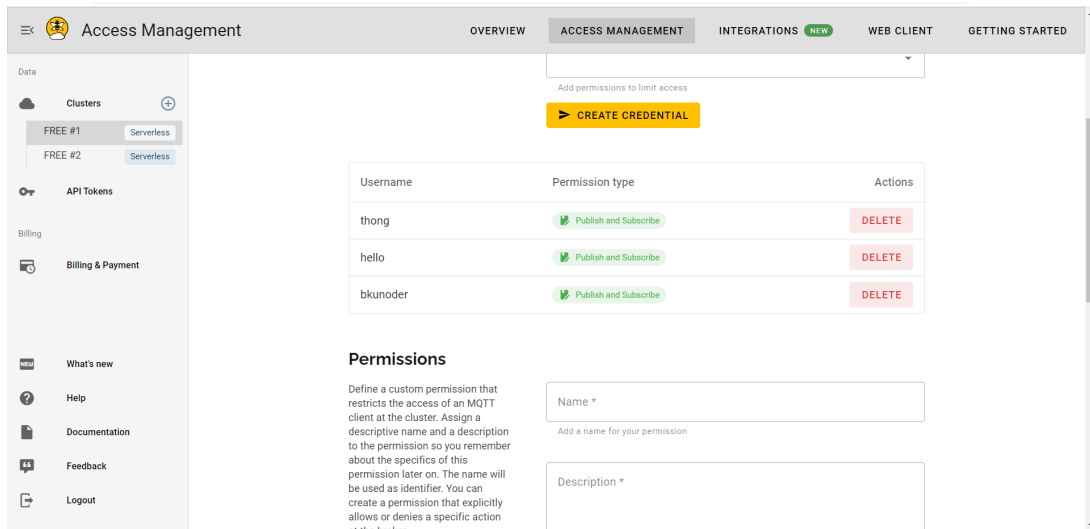 Access Management
OVERVIEW
ACCESS MANAGEMENT
INTEGRATIONS NEW
WEB CLIENT
GETTING STARTED
Data
Clusters
FREE #1 Serverless
FREE #2 Serverless
API Tokens
Billing
Billing & Payment
NEW What's new
Help
Documentation
Feedback
Logout
Add permissions to limit access
CREATE CREDENTIAL
Username Permission type Actions
thong Publish and Subscribe DELETE
hello Publish and Subscribe DELETE
bkunoder Publish and Subscribe DELETE
Permissions
Define a custom permission that
restricts the access of an MQTT
client at the cluster. Assign a
descriptive name and a description
to the permission so you remember
about the specifics of this
permission later on. The name will
be used as identifier. You can
create a permission that explicitly
allows or denies a specific action
Name *
Add a name for your permission
Description *